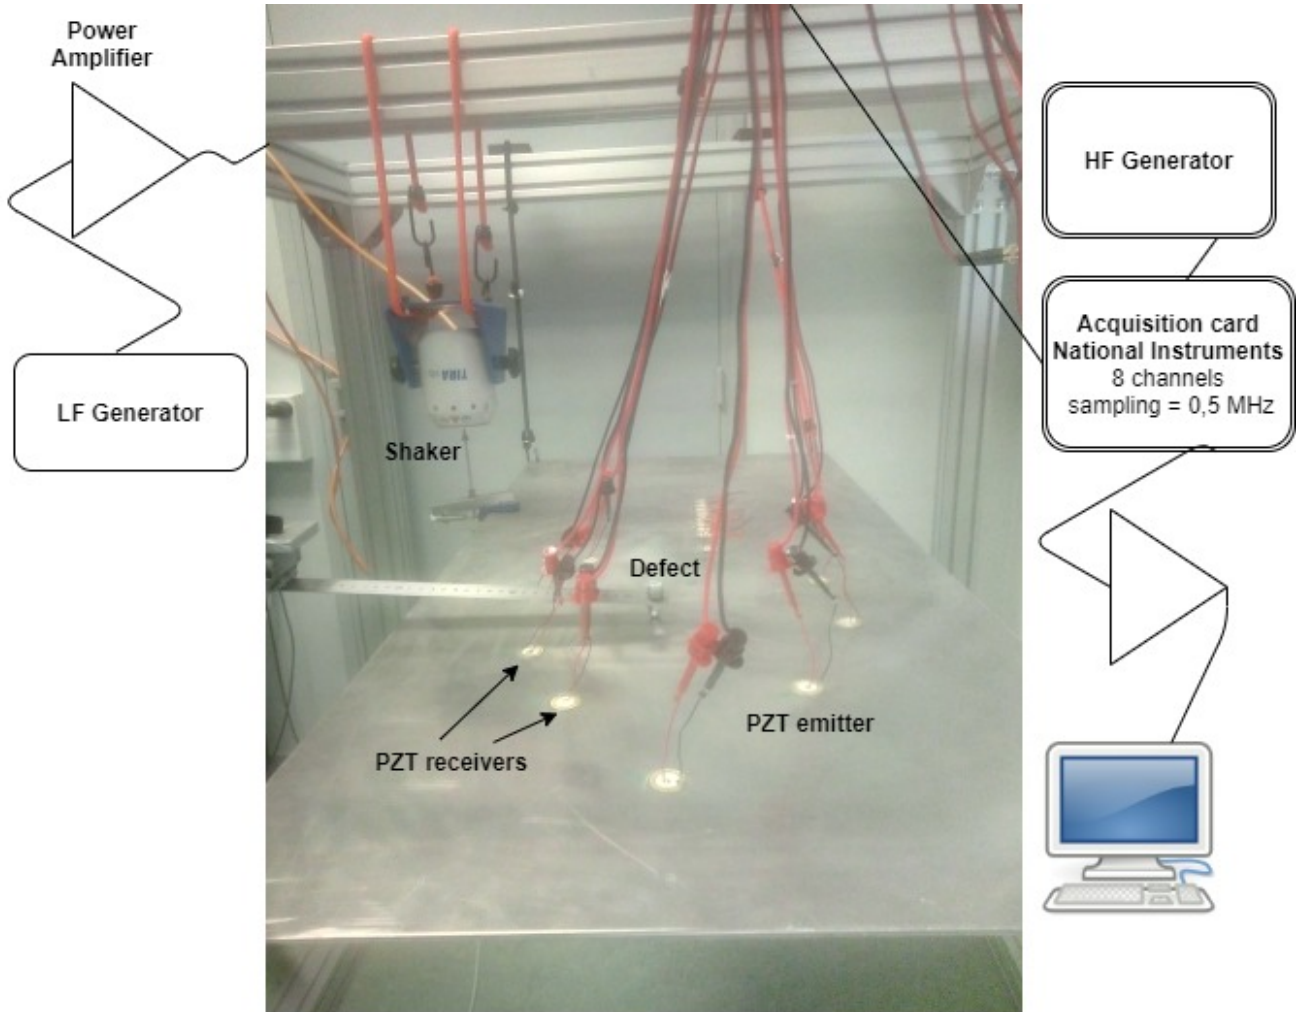 Power
Amplifier
LF Generator
TIRA
Shaker
Defect
PZT receivers
PZT emitter
HF Generator
Acquisition card
National Instruments
8 channels
sampling = 0,5 MHz